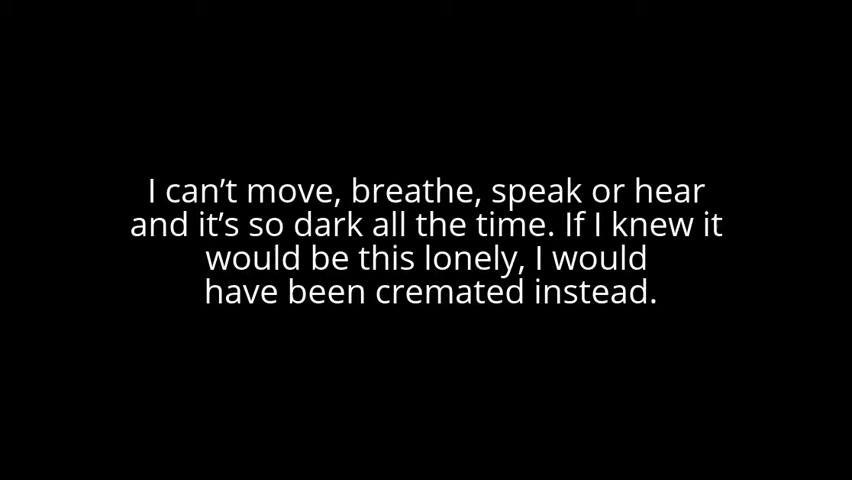 I can’t move, breathe, speak or hear
and it’s so dark all the time. If I knew it
would be this lonely, I would
have been cremated instead.